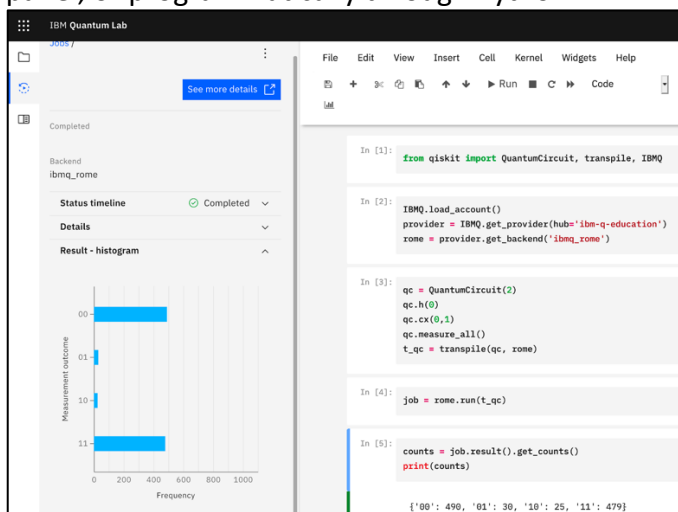 IBM Quantum Lab
Jobs /
See more details
Completed
Backend
ibmq_rome
Status timeline Completed
Details
Result - histogram
Measurement outcome
00
01
10
11
0 200 400 600 800 1000
Frequency
File Edit View Insert Cell Kernel Widgets Help
Run Code
In [1]:
from qiskit import QuantumCircuit, transpile, IBMQ
In [2]:
IBMQ.load_account()
provider = IBMQ.get_provider(hub='ibm-q-education')
rome = provider.get_backend('ibmq_rome')
In [3]:
qc = QuantumCircuit(2)
qc.h(0)
qc.cx(0,1)
qc.measure_all()
t_qc = transpile(qc, rome)
In [4]:
job = rome.run(t_qc)
In [5]:
counts = job.result().get_counts()
print(counts)
{'00': 490, '01': 30, '10': 25, '11': 479}